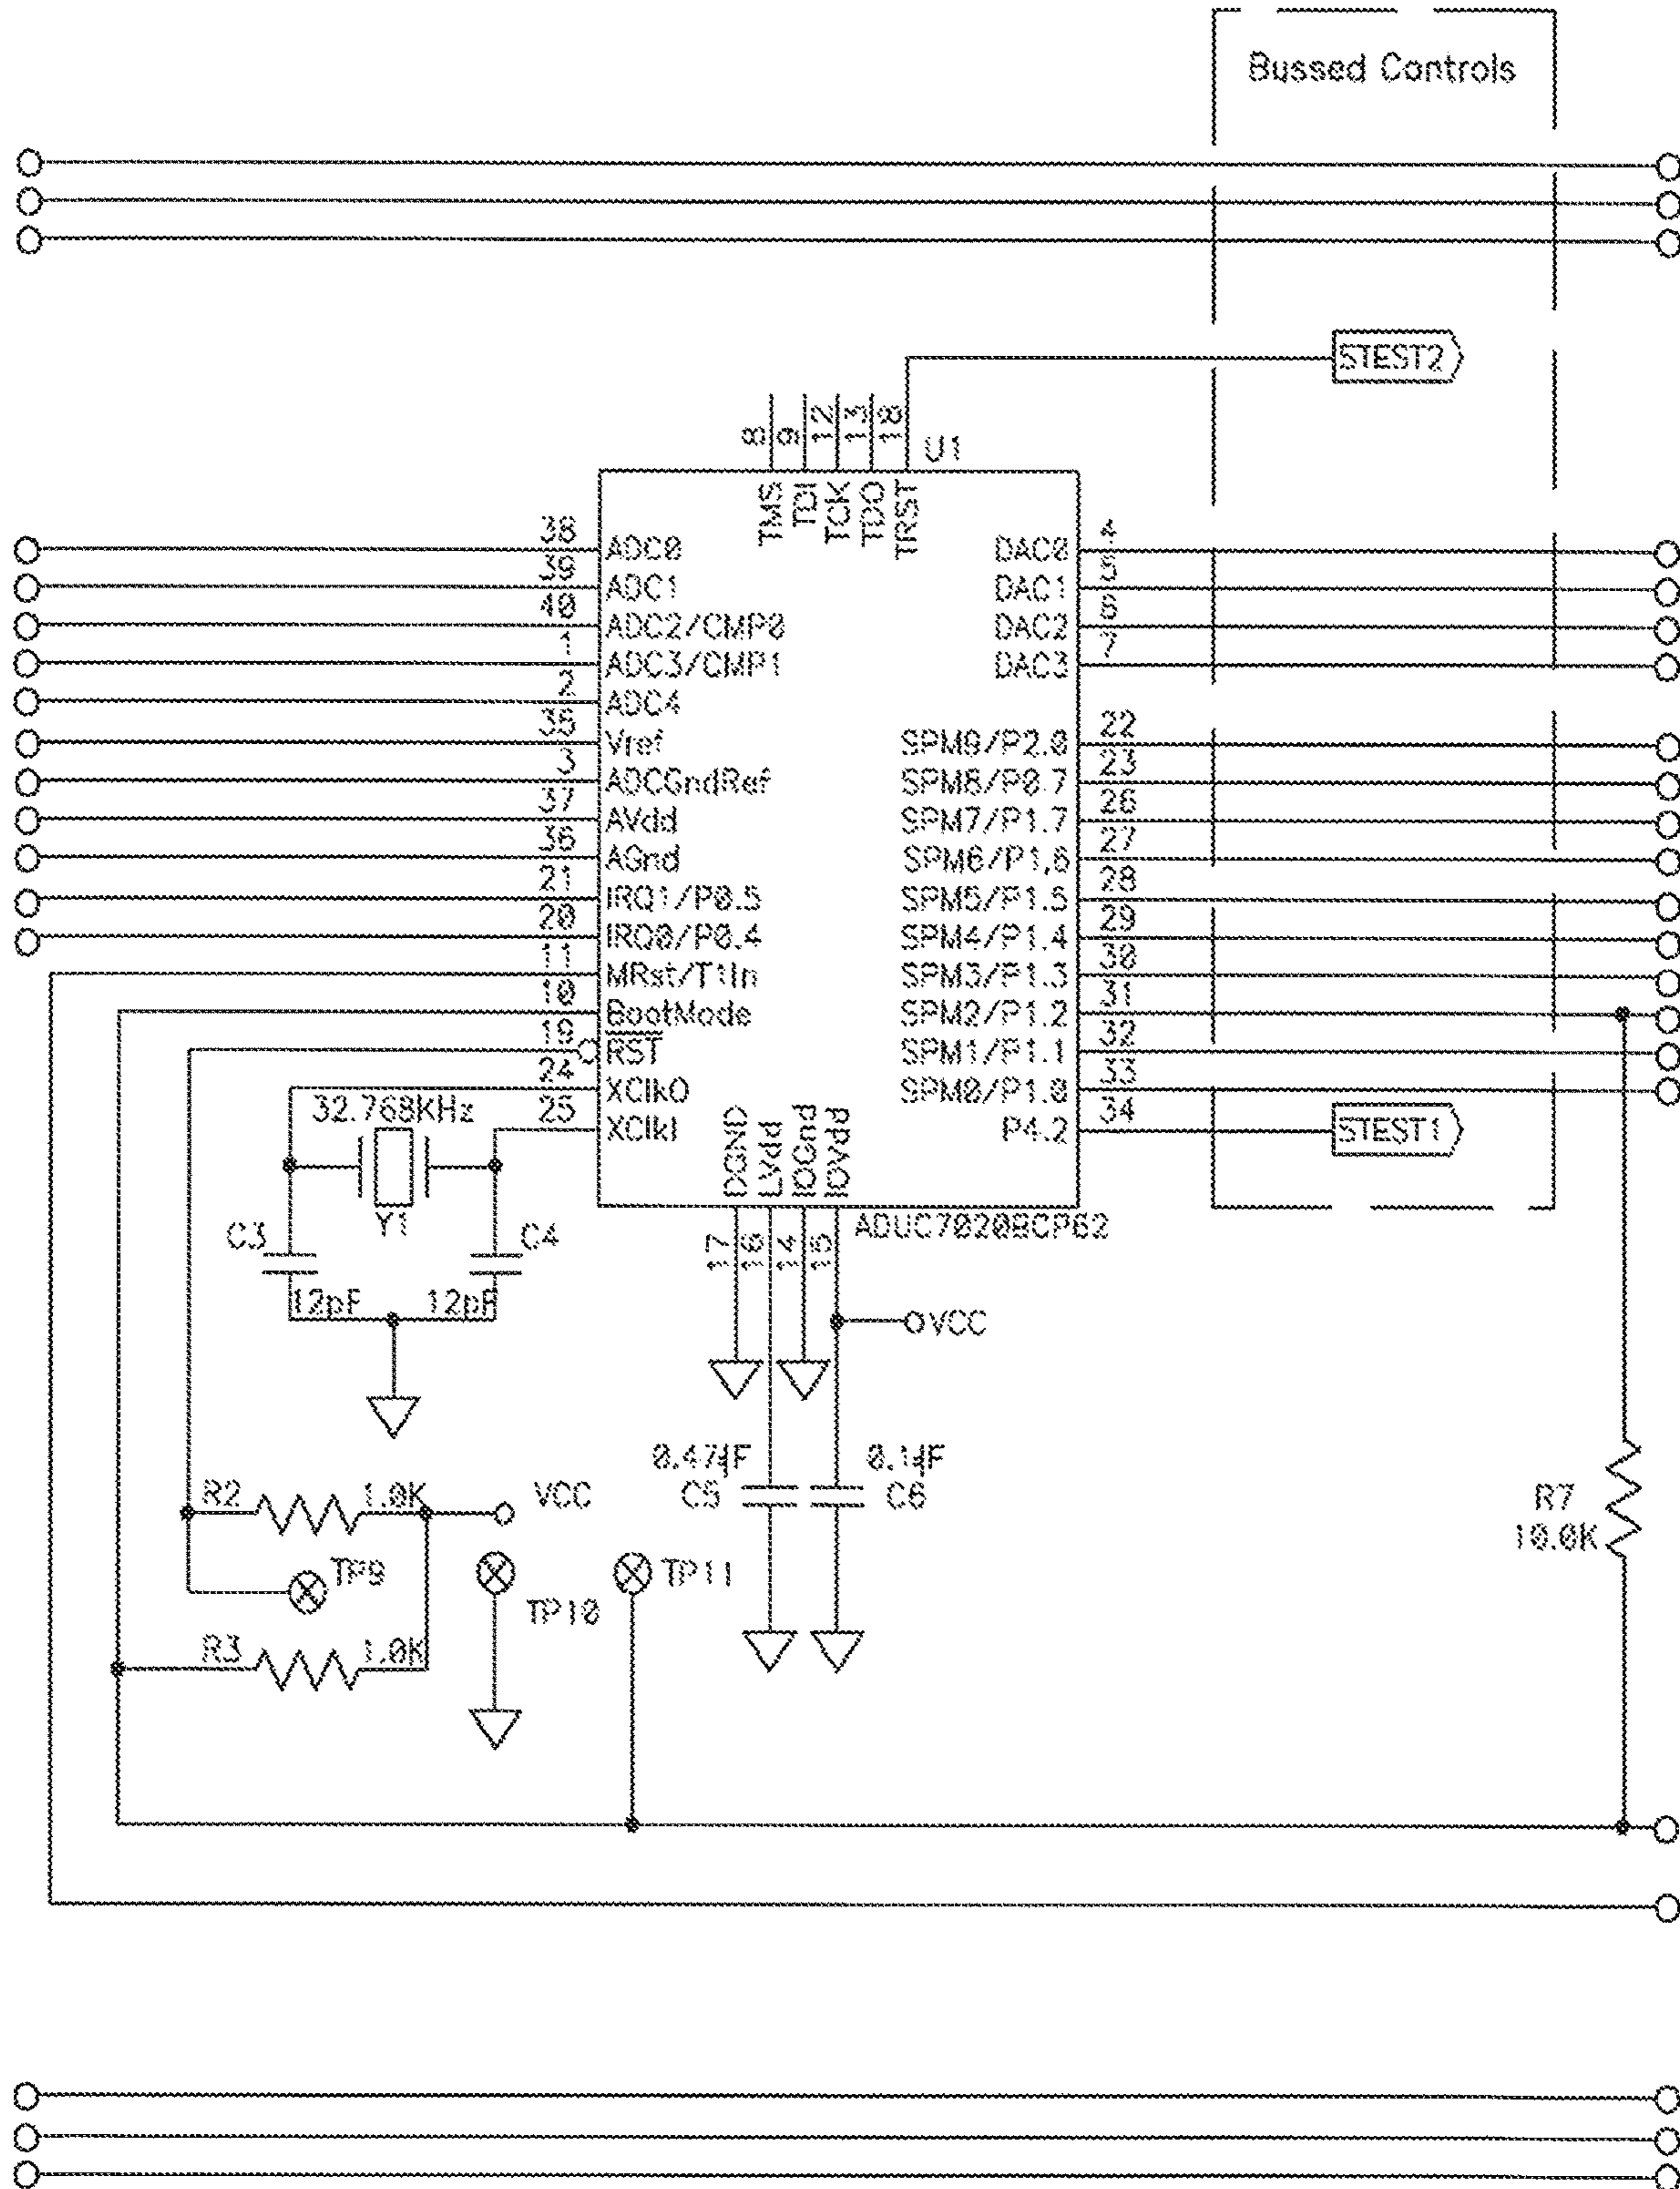 Bussed Controls
STEST2
8
9
12
13
18
U1
TMS
TDI
TCK
TDO
TRST
38
ADC0
39
ADC1
40
ADC2/CMP0
1
ADC3/CMP1
2
ADC4
35
Vref
3
ADCGndRef
37
AVdd
36
AGnd
21
IRQ1/P0.5
20
IRQ0/P0.4
11
MRst/T1In
10
BootMode
19
RST
24
XClkO
25
XClkI
4
DAC0
5
DAC1
6
DAC2
7
DAC3
22
SPM9/P2.0
23
SPM8/P0.7
26
SPM7/P1.7
27
SPM6/P1,6
28
SPM5/P1.5
29
SPM4/P1.4
30
SPM3/P1.3
31
SPM2/P1.2
32
SPM1/P1.1
33
SPM0/P1.0
34
P4.2
STEST1
DGND
LVdd
IOGnd
IOVdd
17
16
14
15
ADUC7020BCP62
32.768KHz
Y1
C3
C4
12pF
12pF
VCC
0.47µF
C5
0.1µF
C6
R2
1.0K
VCC
TP9
TP10
TP11
R3
1.0K
R7
10.0K